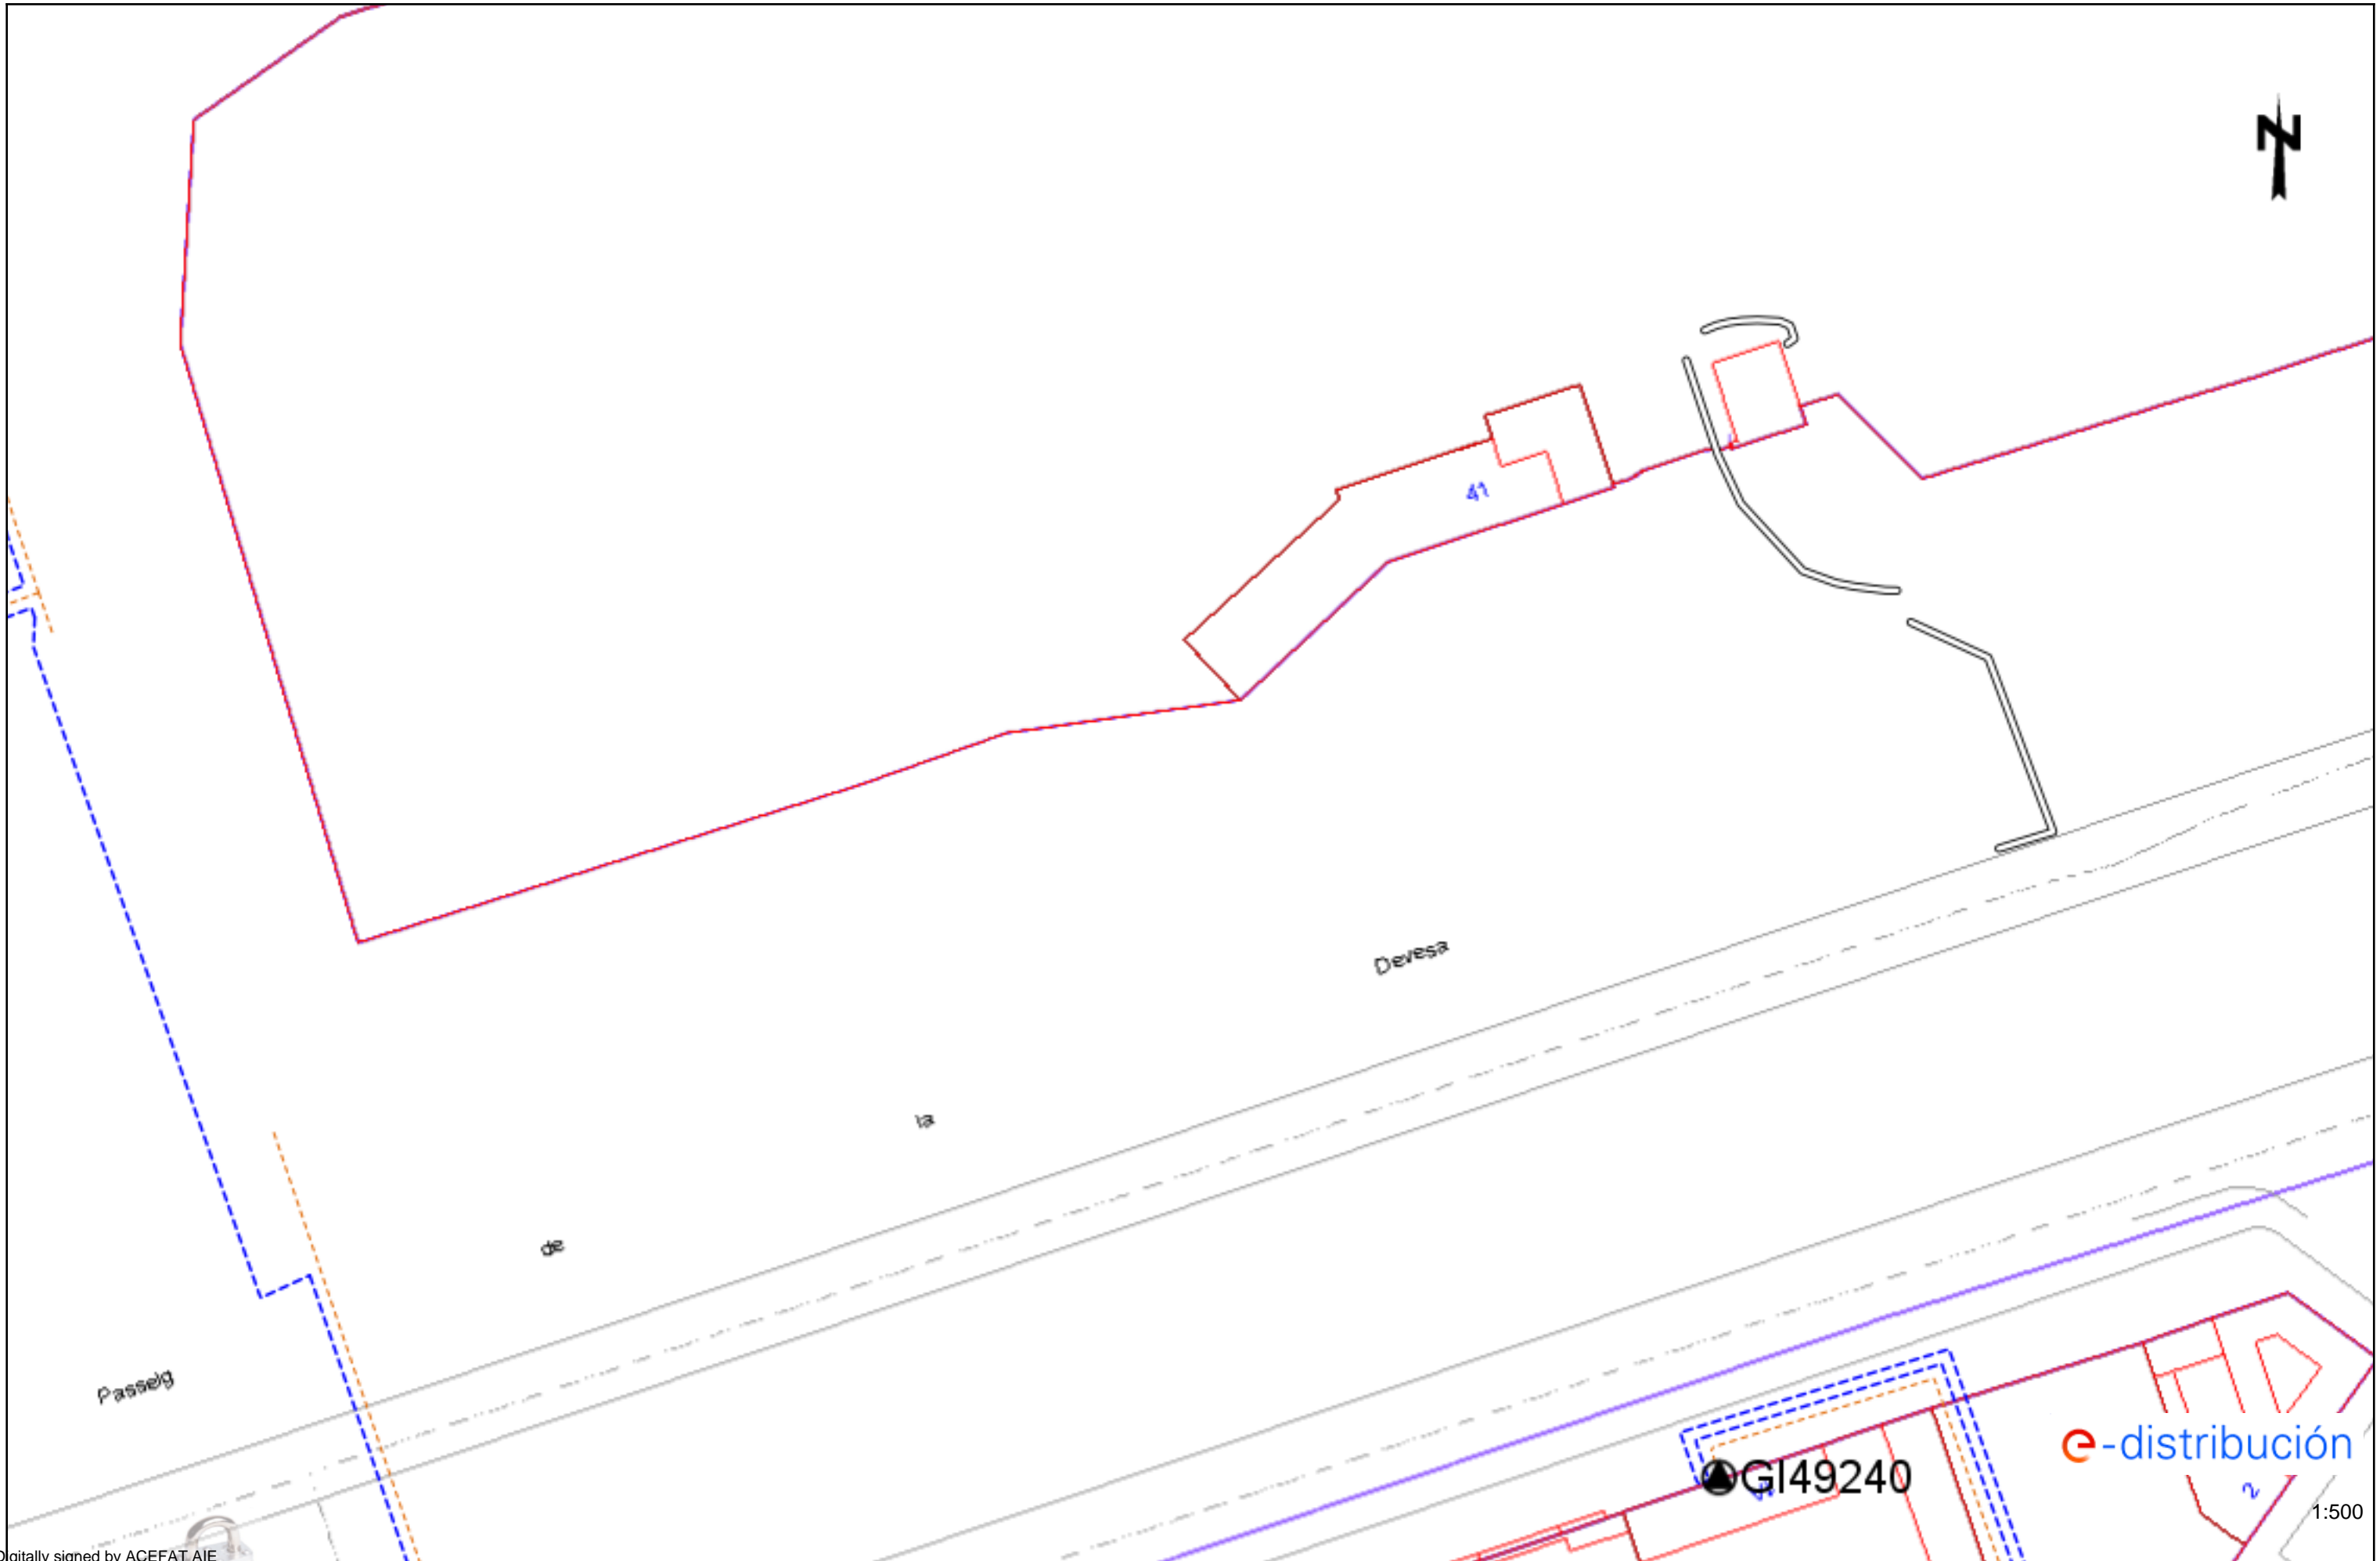 N
41
Devesa
la
de
Passeig
e-distribución
GI49240
2
1:500
Digitally signed by ACEFAT AIE